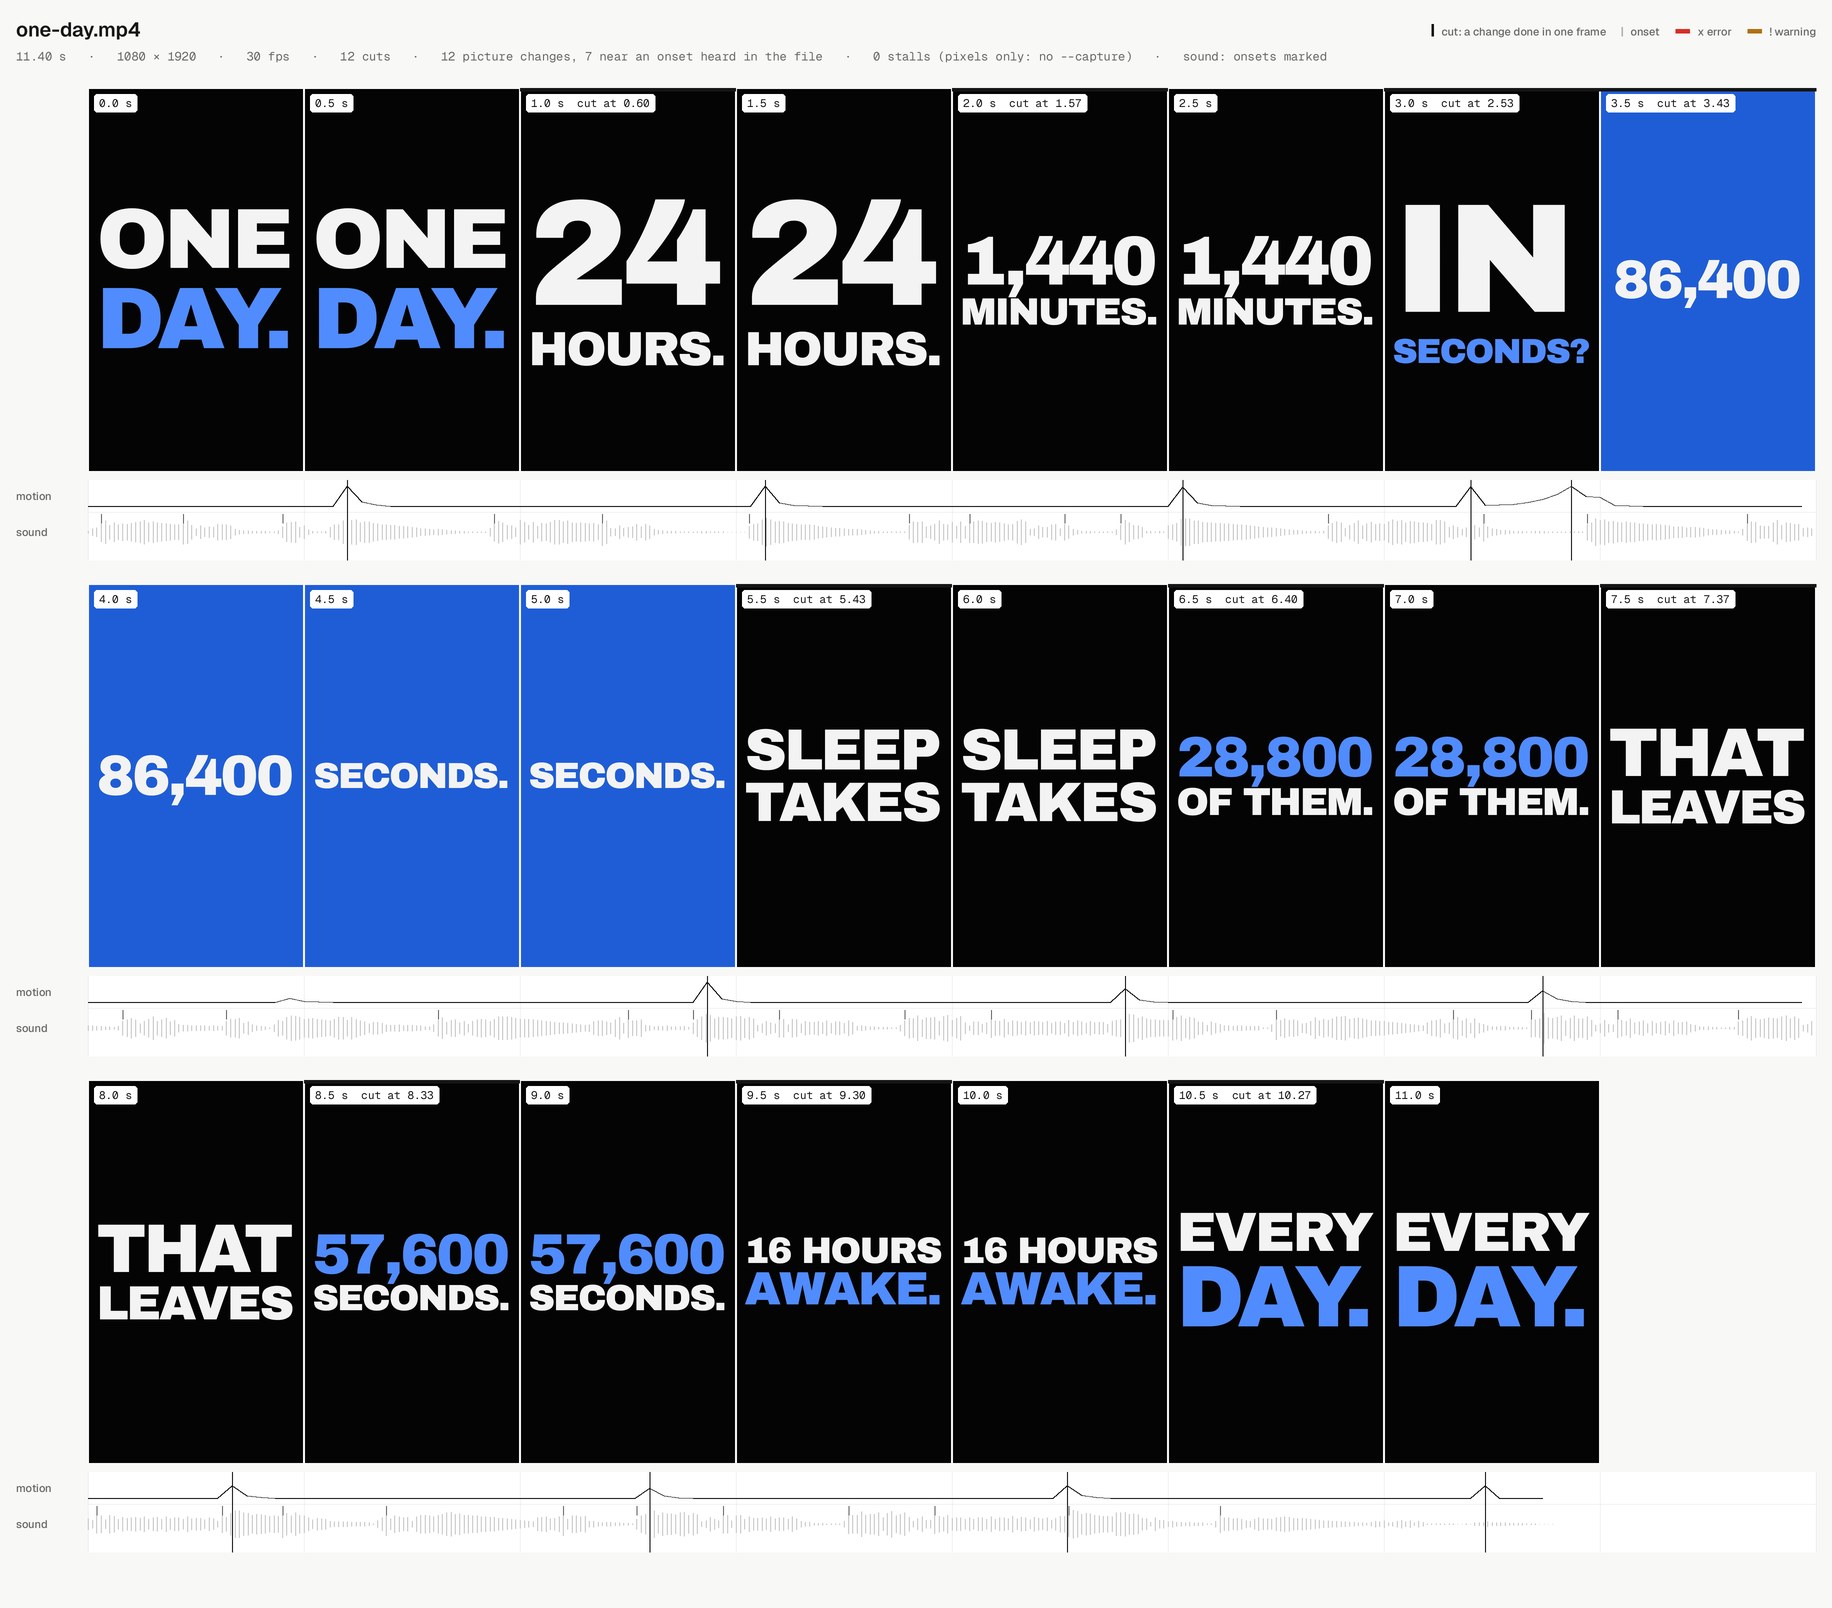 one-day.mp4
cut: a change done in one frame | onset x error ! warning
11.40 s · 1080 × 1920 · 30 fps · 12 cuts · 12 picture changes, 7 near an onset heard in the file · 0 stalls (pixels only: no --capture) · sound: onsets marked
0.0 s
ONE
DAY.
0.5 s
ONE
DAY.
1.0 s cut at 0.60
24
HOURS.
1.5 s
24
HOURS.
2.0 s cut at 1.57
1,440
MINUTES.
2.5 s
1,440
MINUTES.
3.0 s cut at 2.53
IN
SECONDS?
3.5 s cut at 3.43
86,400
motion
sound
4.0 s
86,400
4.5 s
SECONDS.
5.0 s
SECONDS.
5.5 s cut at 5.43
SLEEP
TAKES
6.0 s
SLEEP
TAKES
6.5 s cut at 6.40
28,800
OF THEM.
7.0 s
28,800
OF THEM.
7.5 s cut at 7.37
THAT
LEAVES
motion
sound
8.0 s
THAT
LEAVES
8.5 s cut at 8.33
57,600
SECONDS.
9.0 s
57,600
SECONDS.
9.5 s cut at 9.30
16 HOURS
AWAKE.
10.0 s
16 HOURS
AWAKE.
10.5 s cut at 10.27
EVERY
DAY.
11.0 s
EVERY
DAY.
motion
sound